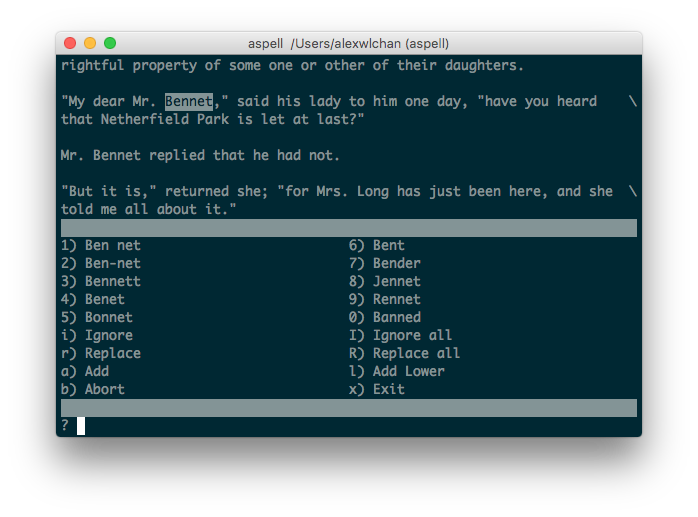 aspell /Users/alexwlchan (aspell)
rightful property of some one or other of their daughters.
"My dear Mr. Bennet," said his lady to him one day, "have you heard \
that Netherfield Park is let at last?"
Mr. Bennet replied that he had not.
"But it is," returned she; "for Mrs. Long has just been here, and she \
told me all about it."
1) Ben net 6) Bent
2) Ben-net 7) Bender
3) Bennett 8) Jennet
4) Benet 9) Rennet
5) Bonnet 0) Banned
i) Ignore I) Ignore all
r) Replace R) Replace all
a) Add l) Add Lower
b) Abort x) Exit
?